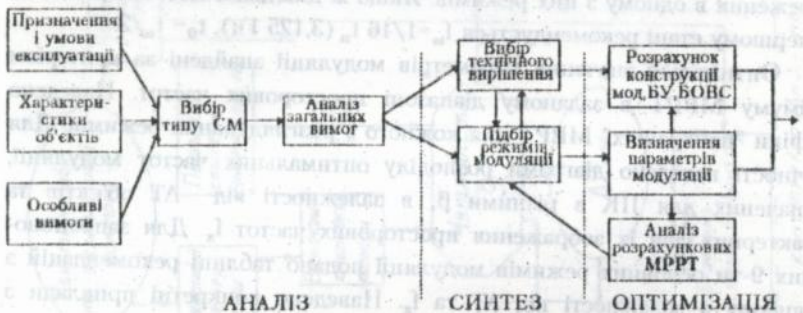 Призначення
і умови
експлуатації
Характери-
стики
об'єктів
Особливі
вимоги
Вибір
типу СМ
Аналіз
загальних
вимог
Вибір
технічного
вирішення
Підбір
режимів
модуляції
Розрахунок
конструкції
мод.БУ,БОВС
Визначення
параметрів
модуляції
Аналіз
розрахункових
МРРТ
АНАЛІЗ
СИНТЕЗ
ОПТИМІЗАЦІЯ